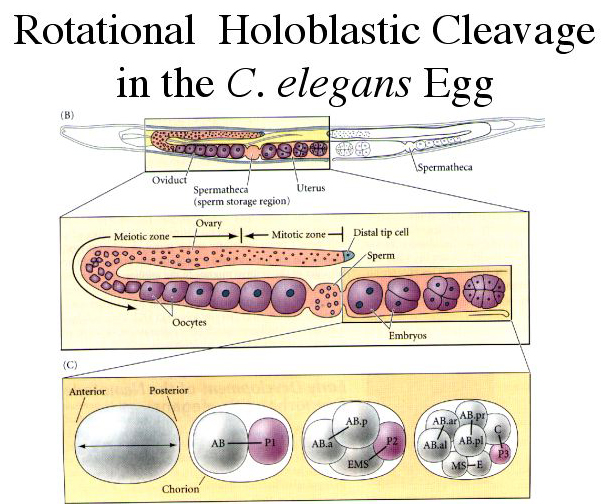 Rotational Holoblastic Cleavage
in the C. elegans Egg
(B)
Oviduct
Spermatheca
(sperm storage region)
Uterus
Spermatheca
Ovary
Meiotic zone
Mitotic zone
Distal tip cell
Sperm
Oocytes
Embryos
(C)
Anterior
Posterior
Chorion
AB
P1
AB.p
AB.a
EMS
P2
AB.ar
AB.pr
AB.al
AB.pl
C
MS
E
P3